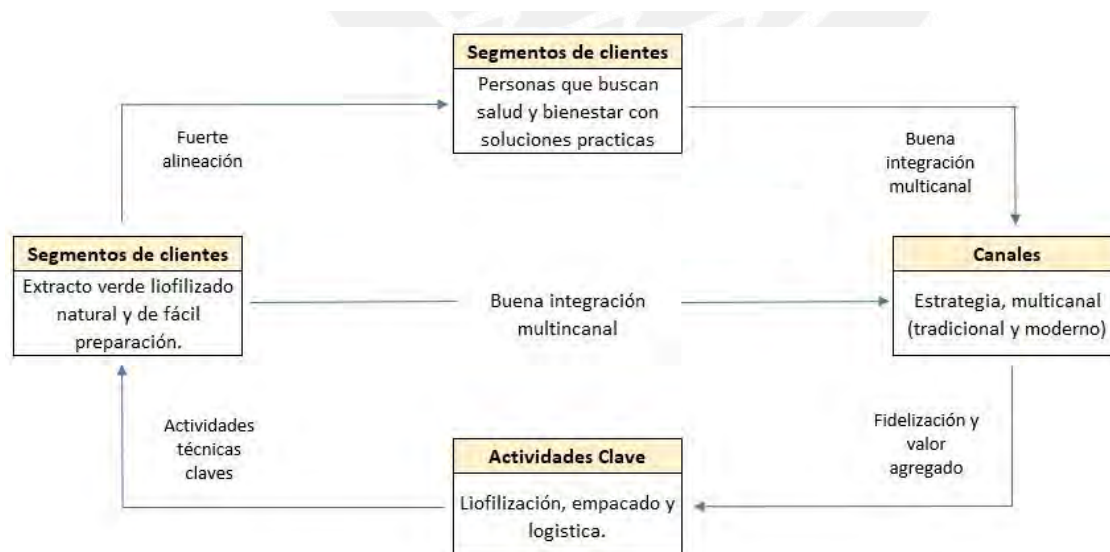 Segmentos de clientes
Personas que buscan
salud y bienestar con
soluciones practicas
Fuerte
alineación
Buena
integración
multicanal
Segmentos de clientes
Extracto verde liofilizado
natural y de fácil
preparación.
Buena integración
multincanal
Canales
Estrategia, multicanal
(tradicional y moderno)
Actividades
técnicas
claves
Fidelización y
valor
agregado
Actividades Clave
Liofilización, empacado y
logistica.